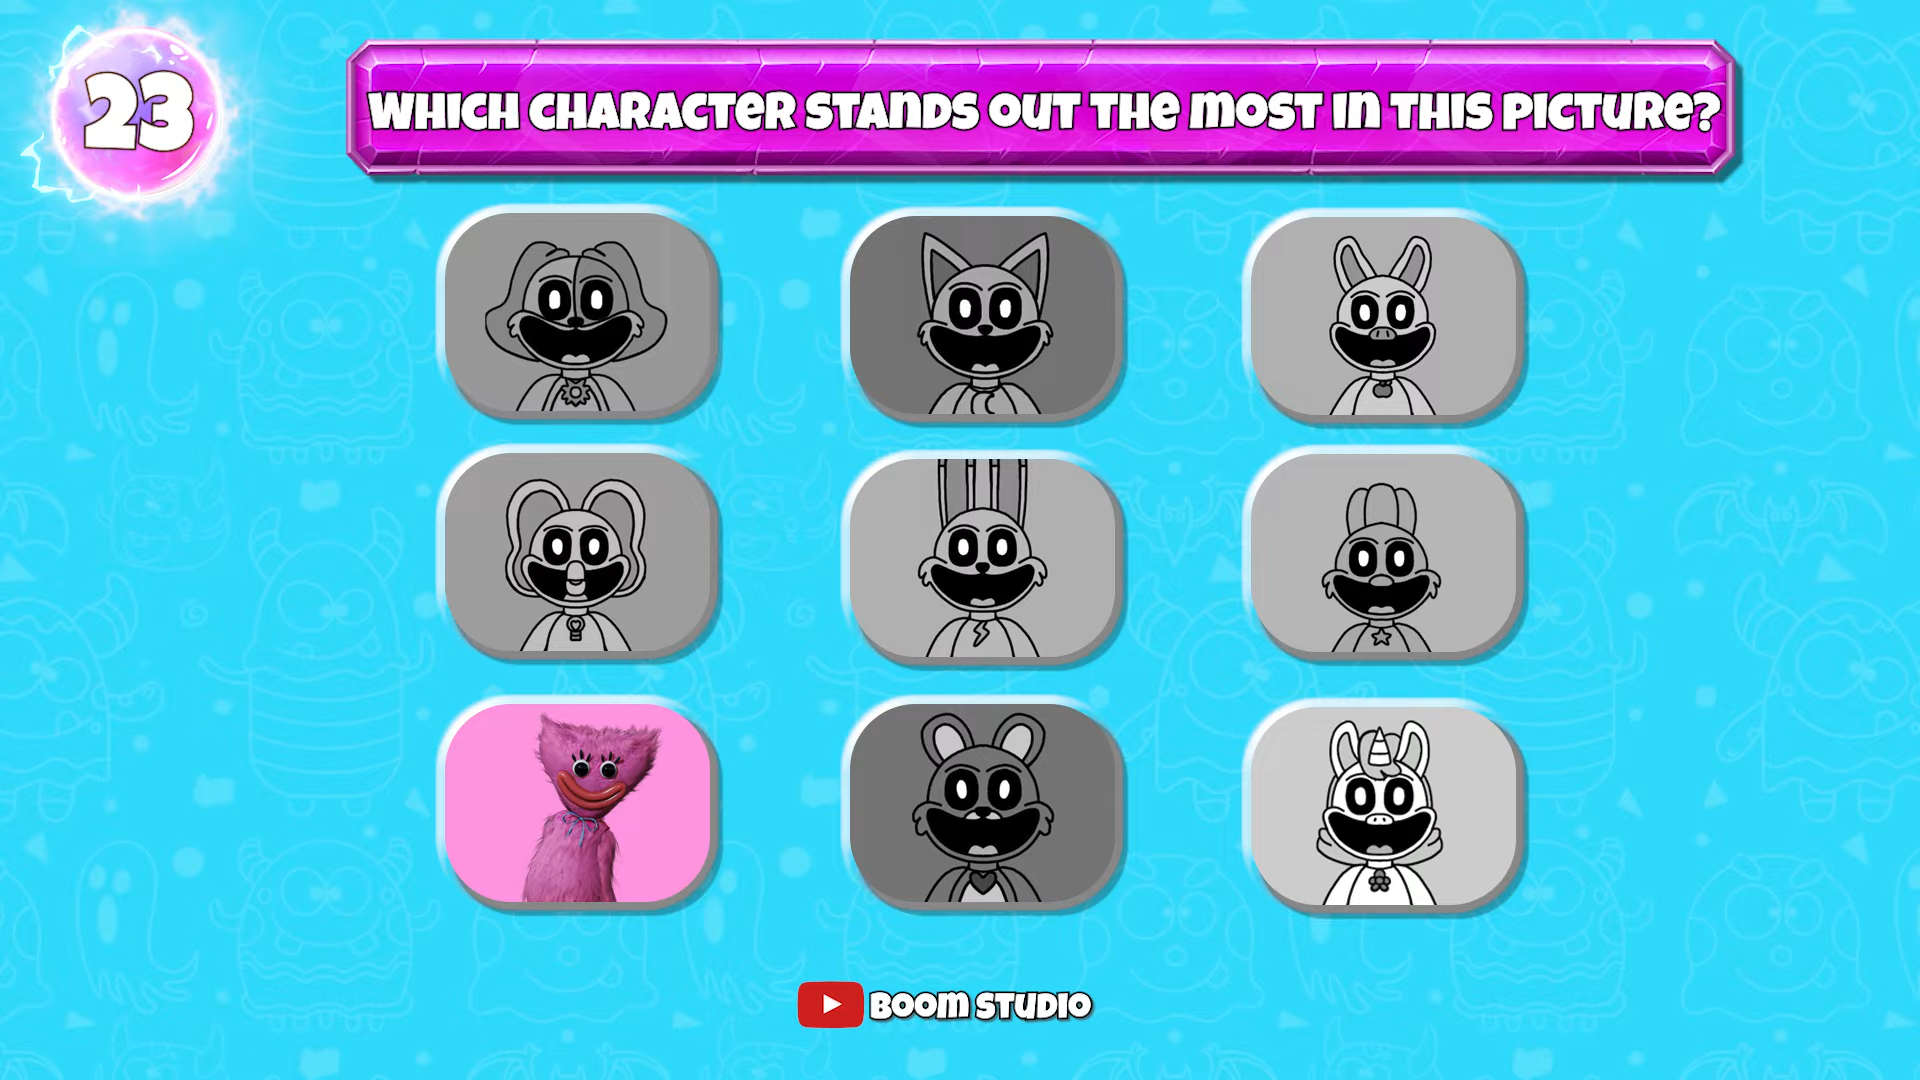 23
WHICH CHARACTER STANDS OUT THE MOST IN THIS PICTURE?
BOOM STUDIO